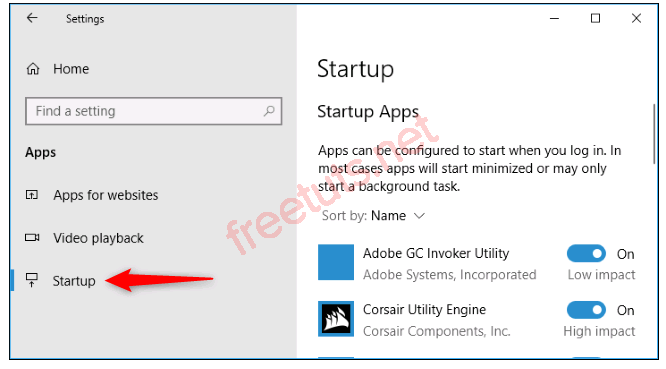 Settings
Home
Find a setting
Apps
Apps for websites
Video playback
Startup
Startup
Startup Apps
Apps can be configured to start when you log in. In
most cases apps will start minimized or may only
start a background task.
Sort by: Name
Adobe GC Invoker Utility
On
Adobe Systems, Incorporated
Low impact
Corsair Utility Engine
On
Corsair Components, Inc.
High impact
freetuts.net